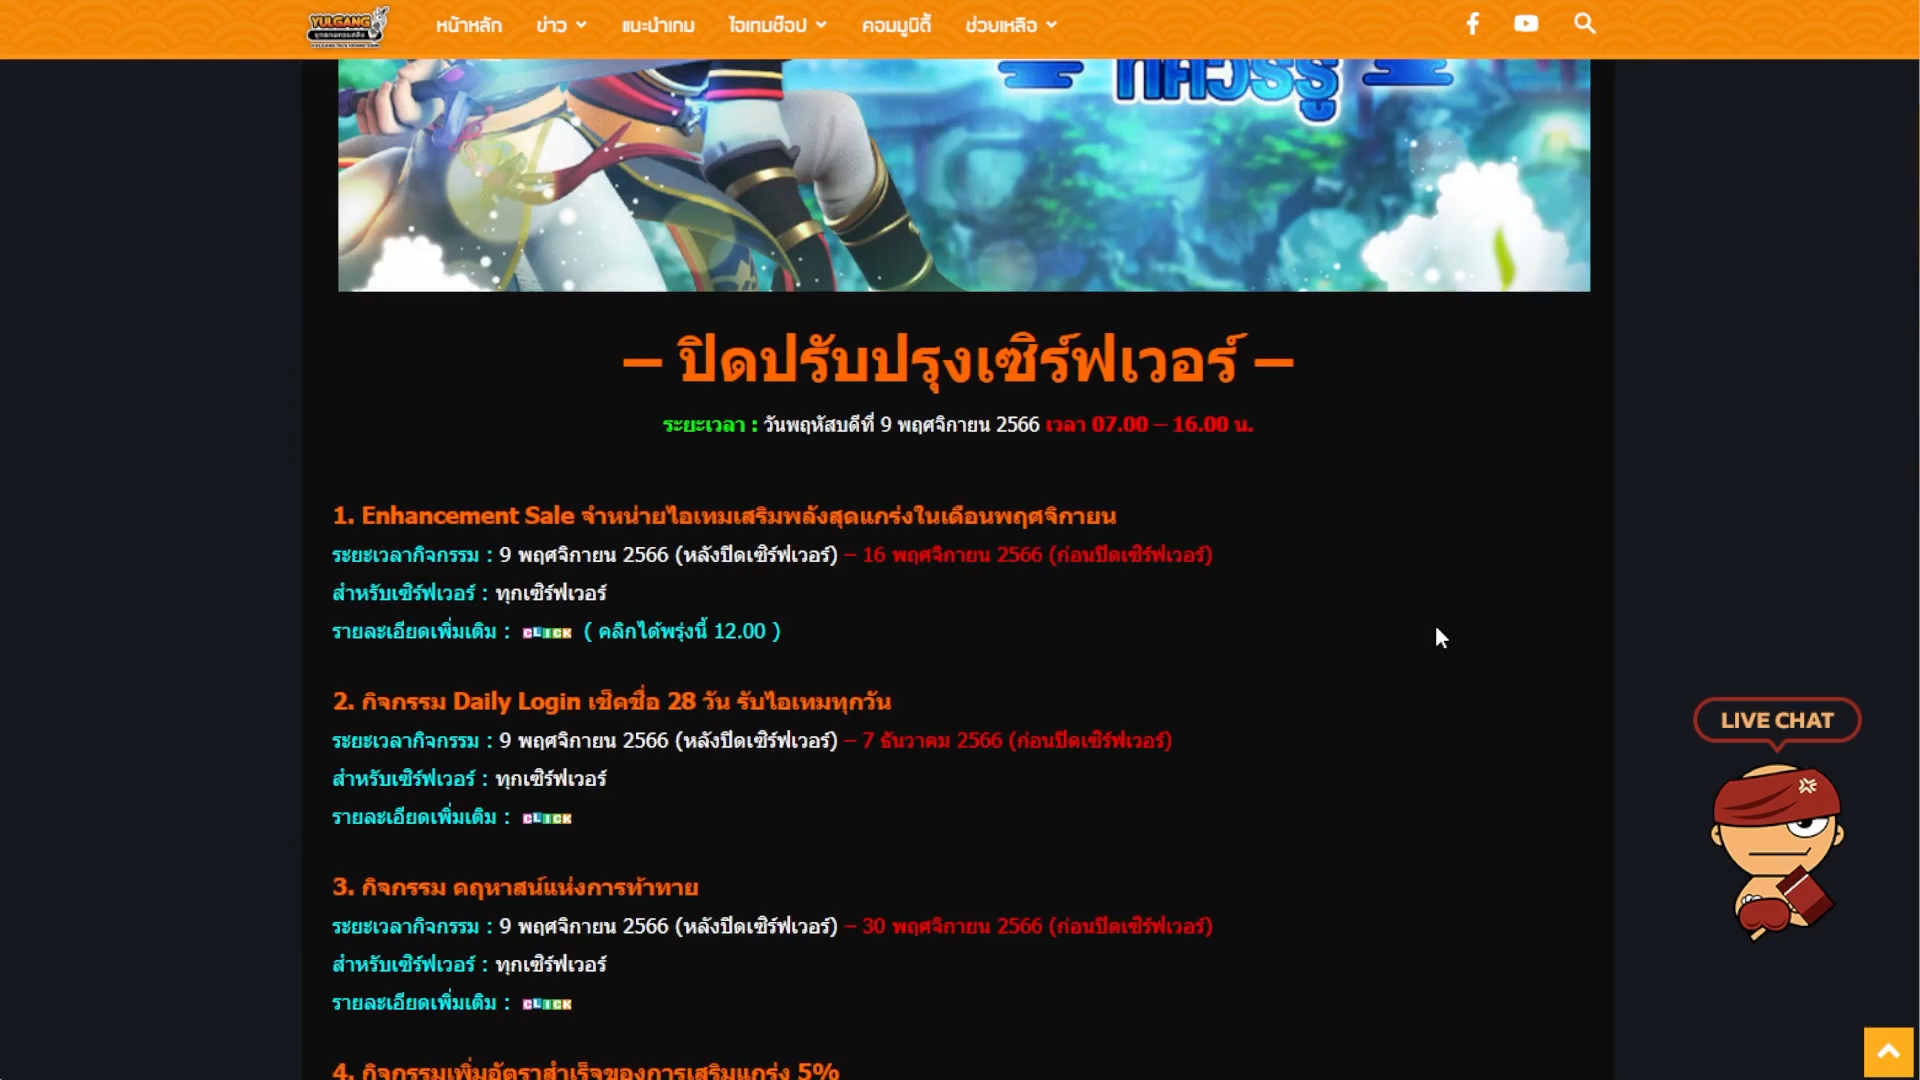 YULGANG
หน้าหลัก ข่าว แนะนำเกม ไอเทมช็อป คอมมูนิตี้ ช่วยเหลือ
ที่ควรรู้
– ปิดปรับปรุงเซิร์ฟเวอร์ –
ระยะเวลา : วันพฤหัสบดีที่ 9 พฤศจิกายน 2566 เวลา 07.00 – 16.00 น.
1. Enhancement Sale จำหน่ายไอเทมเสริมพลังสุดแกร่งในเดือนพฤศจิกายน
ระยะเวลากิจกรรม : 9 พฤศจิกายน 2566 (หลังปิดเซิร์ฟเวอร์) – 16 พฤศจิกายน 2566 (ก่อนปิดเซิร์ฟเวอร์)
สำหรับเซิร์ฟเวอร์ : ทุกเซิร์ฟเวอร์
รายละเอียดเพิ่มเติม : CLICK ( คลิกได้พรุ่งนี้ 12.00 )
2. กิจกรรม Daily Login เช็คชื่อ 28 วัน รับไอเทมทุกวัน
ระยะเวลากิจกรรม : 9 พฤศจิกายน 2566 (หลังปิดเซิร์ฟเวอร์) – 7 ธันวาคม 2566 (ก่อนปิดเซิร์ฟเวอร์)
สำหรับเซิร์ฟเวอร์ : ทุกเซิร์ฟเวอร์
รายละเอียดเพิ่มเติม : CLICK
LIVE CHAT
3. กิจกรรม คฤหาสน์แห่งการท้าทาย
ระยะเวลากิจกรรม : 9 พฤศจิกายน 2566 (หลังปิดเซิร์ฟเวอร์) – 30 พฤศจิกายน 2566 (ก่อนปิดเซิร์ฟเวอร์)
สำหรับเซิร์ฟเวอร์ : ทุกเซิร์ฟเวอร์
รายละเอียดเพิ่มเติม : CLICK
4. กิจกรรมเพิ่มอัตราสำเร็จของการเสริมแกร่ง 5%